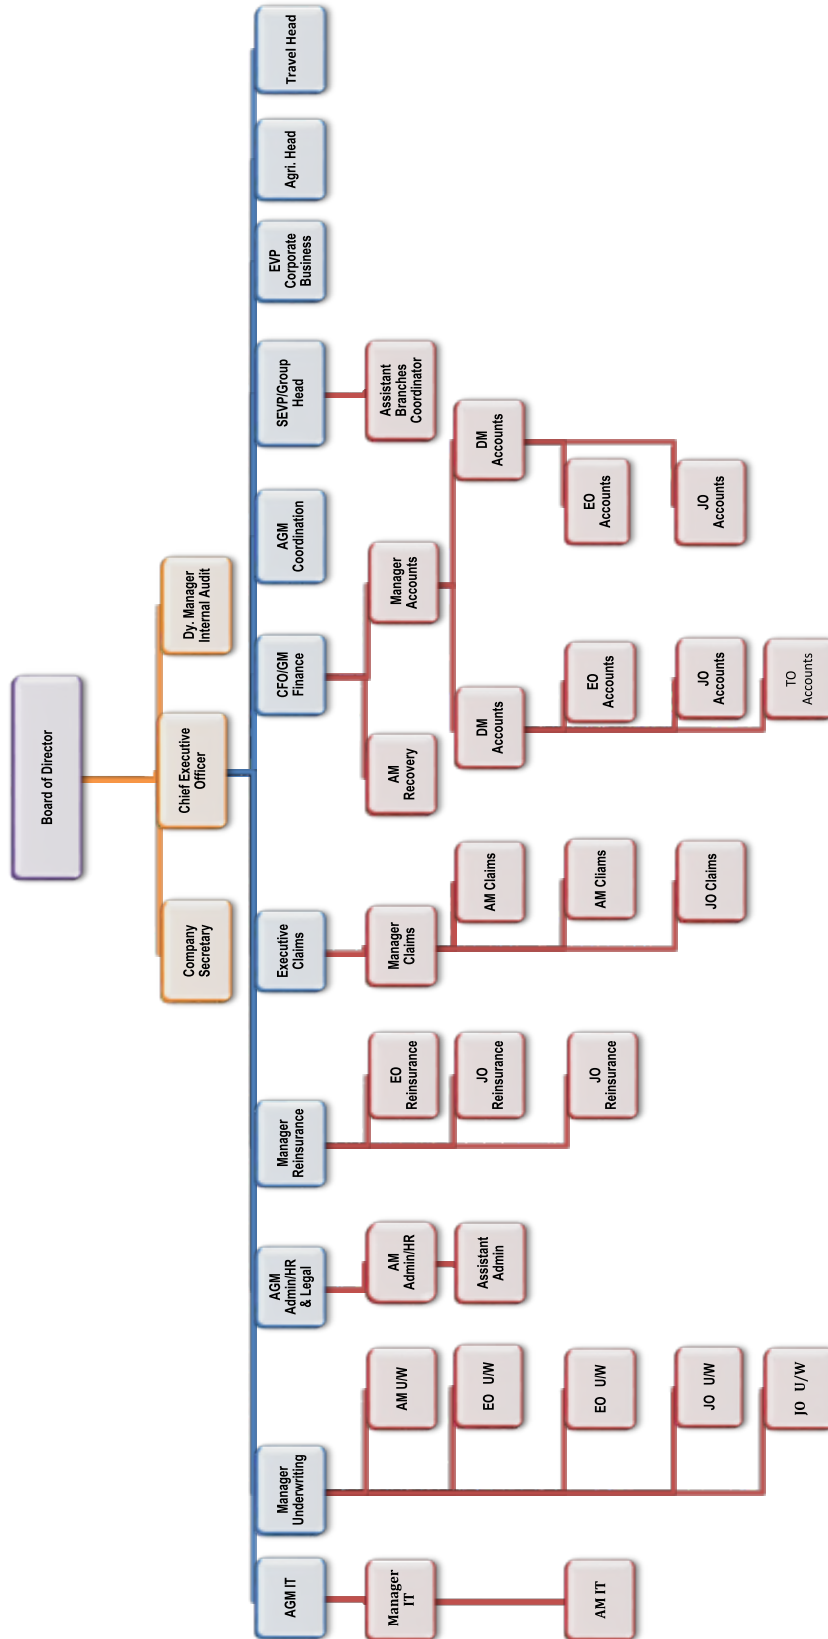 Board of Director
Company
Secretary
Chief Executive
Officer
Dy. Manager
Internal Audit
AGM IT
Manager
Underwriting
AGM
Admin/HR
& Legal
Manager
Reinsurance
Executive
Claims
CFO/GM
Finance
AGM
Coordination
SEVP/Group
Head
EVP
Corporate
Business
Agri. Head
Travel Head
Manager
IT
AM U/W
AM
Admin/HR
EO
Reinsurance
Manager
Claims
AM
Recovery
Manager
Accounts
Assistant
Branches
Coordinator
EO U/W
Assistant
Admin
JO
Reinsurance
AM Claims
DM
Accounts
DM
Accounts
AM IT
EO U/W
JO
Reinsurance
AM Cliams
EO
Accounts
EO
Accounts
JO U/W
JO Claims
JO
Accounts
JO
Accounts
JO U/W
TO
Accounts